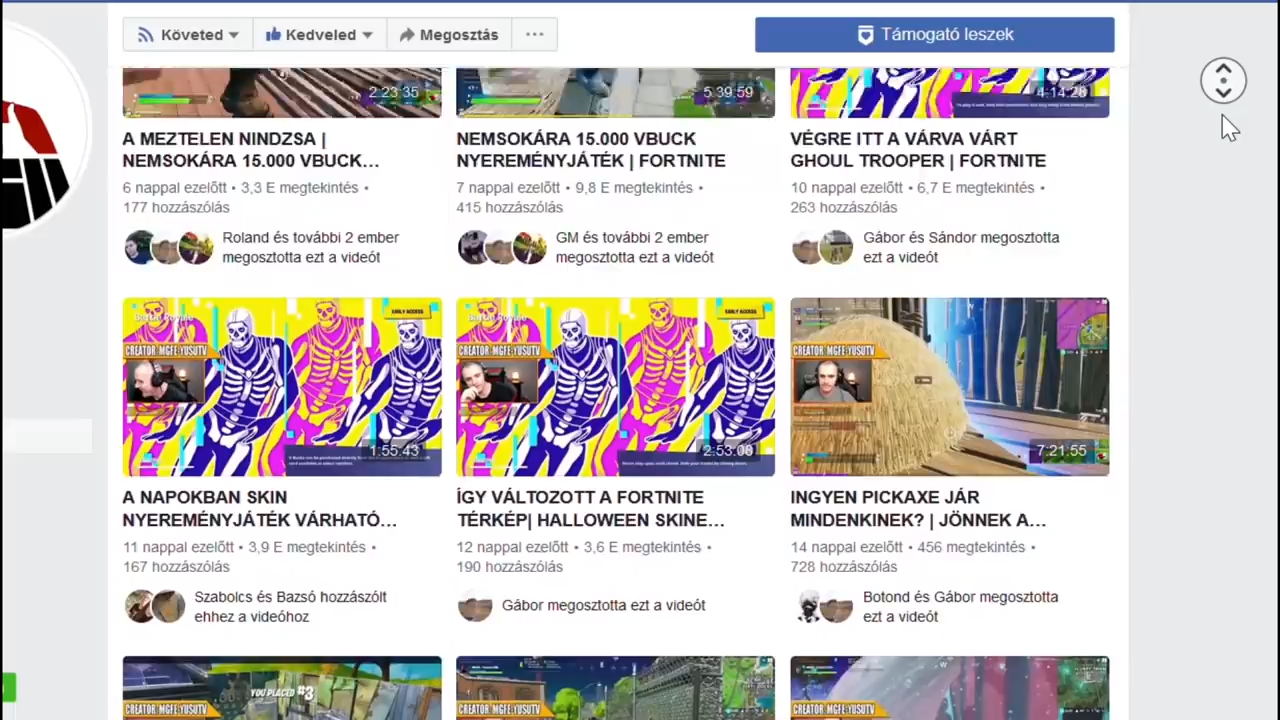 Követed
Kedveled
Megosztás
Támogató leszek
2:23:35
5:39:59
4:14:28
A MEZTELEN NINDZSA |
NEMSOKÁRA 15.000 VBUCK...
6 nappal ezelőtt • 3,3 E megtekintés •
177 hozzászólás
Roland és további 2 ember
megosztotta ezt a videót
NEMSOKÁRA 15.000 VBUCK
NYEREMÉNYJÁTÉK | FORTNITE
7 nappal ezelőtt • 9,8 E megtekintés •
415 hozzászólás
GM és további 2 ember
megosztotta ezt a videót
VÉGRE ITT A VÁRVA VÁRT
GHOUL TROOPER | FORTNITE
10 nappal ezelőtt • 6,7 E megtekintés •
263 hozzászólás
Gábor és Sándor megosztotta
ezt a videót
EARLY ACCESS
CREATOR:MGFE.YUSUTV
1:55:43
EARLY ACCESS
CREATOR:MGFE.YUSUTV
2:53:08
CREATOR:MGFE.YUSUTV
7:21:55
A NAPOKBAN SKIN
NYEREMÉNYJÁTÉK VÁRHATÓ...
11 nappal ezelőtt • 3,9 E megtekintés •
167 hozzászólás
Szabolcs és Bazsó hozzászólt
ehhez a videóhoz
ÍGY VÁLTOZOTT A FORTNITE
TÉRKÉP| HALLOWEEN SKINE...
12 nappal ezelőtt • 3,6 E megtekintés •
190 hozzászólás
Gábor megosztotta ezt a videót
INGYEN PICKAXE JÁR
MINDENKINEK? | JÖNNEK A...
14 nappal ezelőtt • 456 megtekintés •
728 hozzászólás
Botond és Gábor megosztotta
ezt a videót
YOU PLACED #3
CREATOR:MGFE.YUSUTV
CREATOR:MGFE.YUSUTV
CREATOR:MGFE.YUSUTV